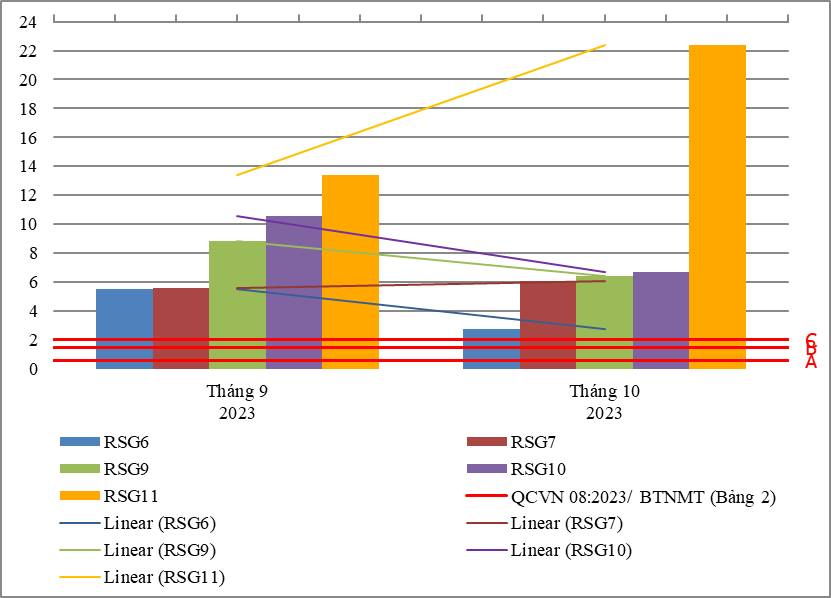 24
22
20
18
16
14
12
10
8
6
4
2
0
C
B
A
Tháng 9
2023
Tháng 10
2023
RSG6
RSG7
RSG9
RSG10
RSG11
QCVN 08:2023/ BTNMT (Bảng 2)
Linear (RSG6)
Linear (RSG7)
Linear (RSG9)
Linear (RSG10)
Linear (RSG11)